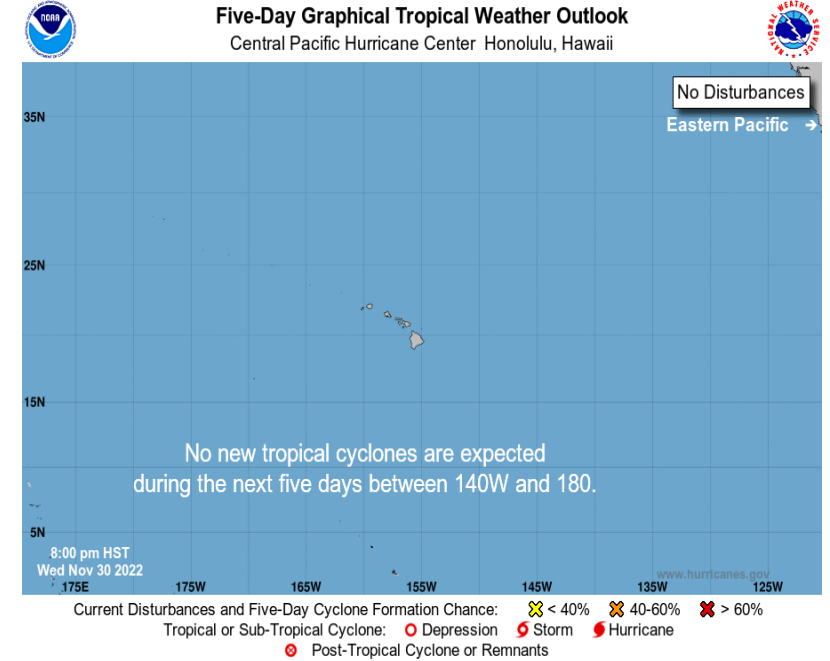 Five-Day Graphical Tropical Weather Outlook
Central Pacific Hurricane Center Honolulu, Hawaii
NOAA
No Disturbances
Eastern Pacific →
35N
25N
15N
No new tropical cyclones are expected
during the next five days between 140W and 180.
5N
8:00 pm HST
Wed Nov 30 2022
www.hurricanes.gov
175E 175W 165W 155W 145W 135W 125W
Current Disturbances and Five-Day Cyclone Formation Chance: < 40% 40-60% > 60%
Tropical or Sub-Tropical Cyclone: Depression Storm Hurricane
Post-Tropical Cyclone or Remnants